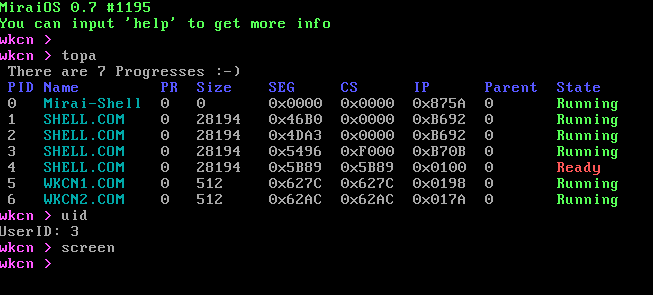 MiraiOS 0.7 #1195
You can input 'help' to get more info
wkcn >
wkcn > topa
There are 7 Progresses :-)
PID Name PR Size SEG CS IP Parent State
0 Mirai-Shell 0 0 0x0000 0x0000 0xB75A 0 Running
1 SHELL.COM 0 28194 0x46B0 0x0000 0xB692 0 Running
2 SHELL.COM 0 28194 0x4DA3 0x0000 0xB692 0 Running
3 SHELL.COM 0 28194 0x5496 0xF000 0xB70B 0 Running
4 SHELL.COM 0 28194 0x5B89 0x5B89 0x0100 0 Ready
5 WKCN1.COM 0 512 0x627C 0x627C 0x0198 0 Running
6 WKCN2.COM 0 512 0x62AC 0x62AC 0x017A 0 Running
wkcn > uid
UserID: 3
wkcn > screen
wkcn >